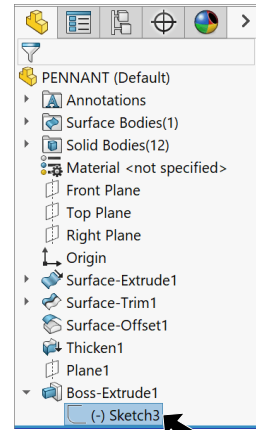 PENNANT (Default)
Annotations
Surface Bodies(1)
Solid Bodies(12)
Material <not specified>
Front Plane
Top Plane
Right Plane
Origin
Surface-Extrude1
Surface-Trim1
Surface-Offset1
Thicken1
Plane1
Boss-Extrude1
(-) Sketch3